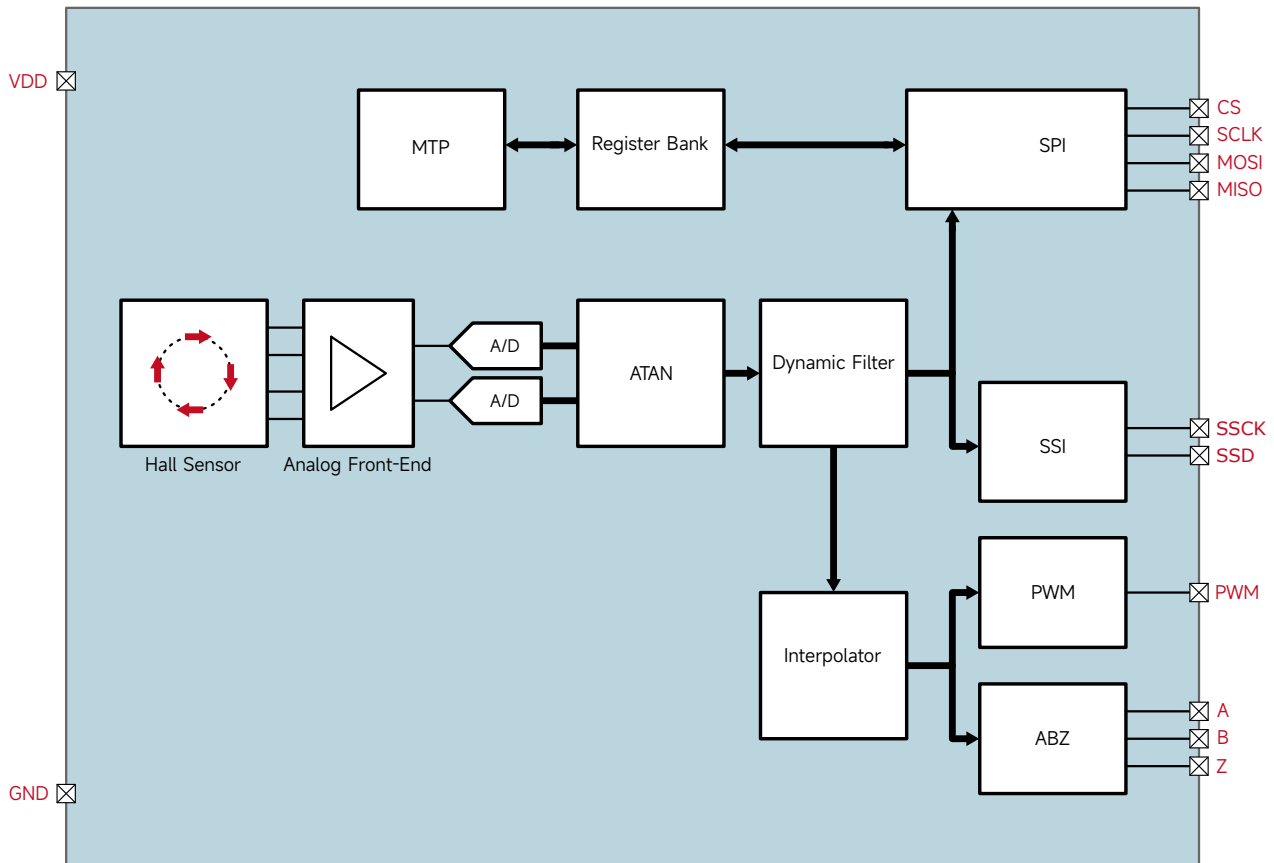 VDD
MTP
Register Bank
SPI
CS
SCLK
MOSI
MISO
A/D
A/D
ATAN
Dynamic Filter
Hall Sensor
Analog Front-End
SSI
SSCK
SSD
PWM
PWM
Interpolator
ABZ
A
B
Z
GND